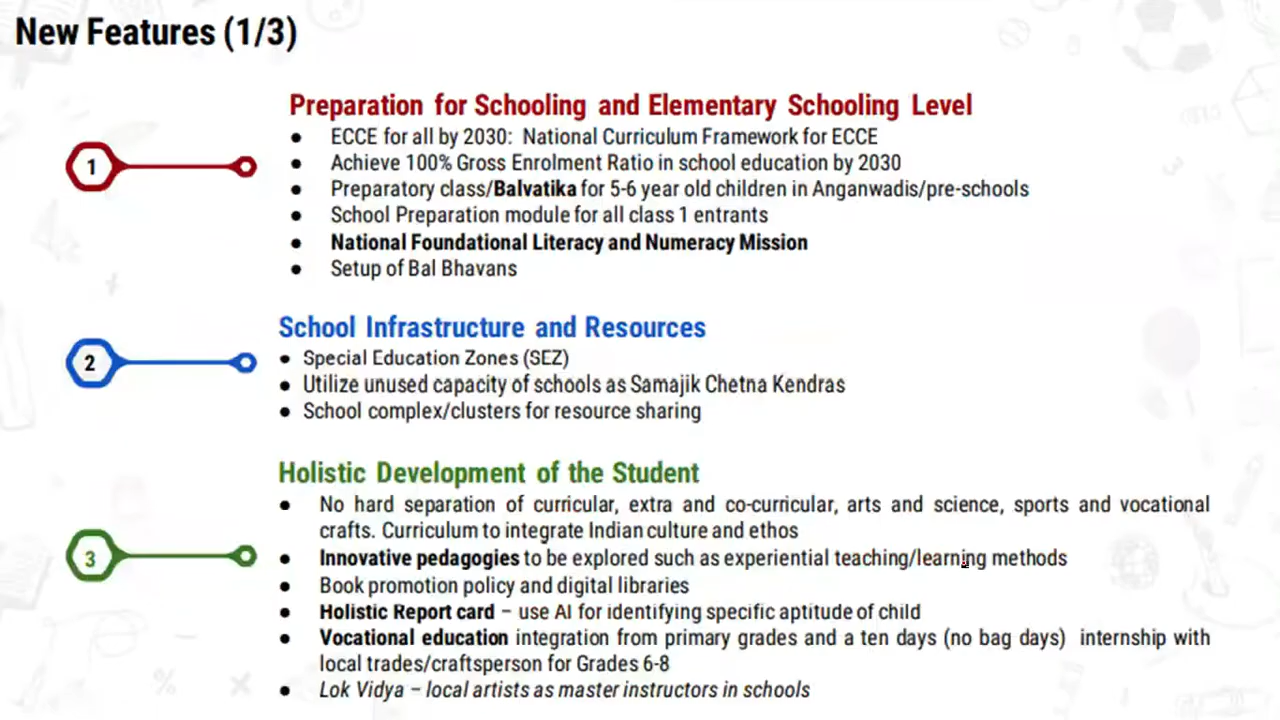 New Features (1/3)
1
Preparation for Schooling and Elementary Schooling Level
● ECCE for all by 2030: National Curriculum Framework for ECCE
● Achieve 100% Gross Enrolment Ratio in school education by 2030
● Preparatory class/Balvatika for 5-6 year old children in Anganwadis/pre-schools
● School Preparation module for all class 1 entrants
● National Foundational Literacy and Numeracy Mission
● Setup of Bal Bhavans
2
School Infrastructure and Resources
● Special Education Zones (SEZ)
● Utilize unused capacity of schools as Samajik Chetna Kendras
● School complex/clusters for resource sharing
3
Holistic Development of the Student
● No hard separation of curricular, extra and co-curricular, arts and science, sports and vocational
crafts. Curriculum to integrate Indian culture and ethos
● Innovative pedagogies to be explored such as experiential teaching/learning methods
● Book promotion policy and digital libraries
● Holistic Report card – use AI for identifying specific aptitude of child
● Vocational education integration from primary grades and a ten days (no bag days) internship with
local trades/craftsperson for Grades 6-8
● Lok Vidya – local artists as master instructors in schools